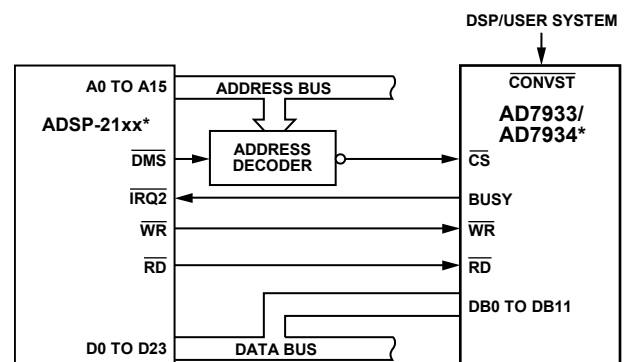 DSP/USER SYSTEM
A0 TO A15
ADDRESS BUS
CONVST
ADSP-21xx*
AD7933/
AD7934*
DMS
ADDRESS
DECODER
CS
IRQ2
BUSY
WR
WR
RD
RD
DB0 TO DB11
D0 TO D23
DATA BUS